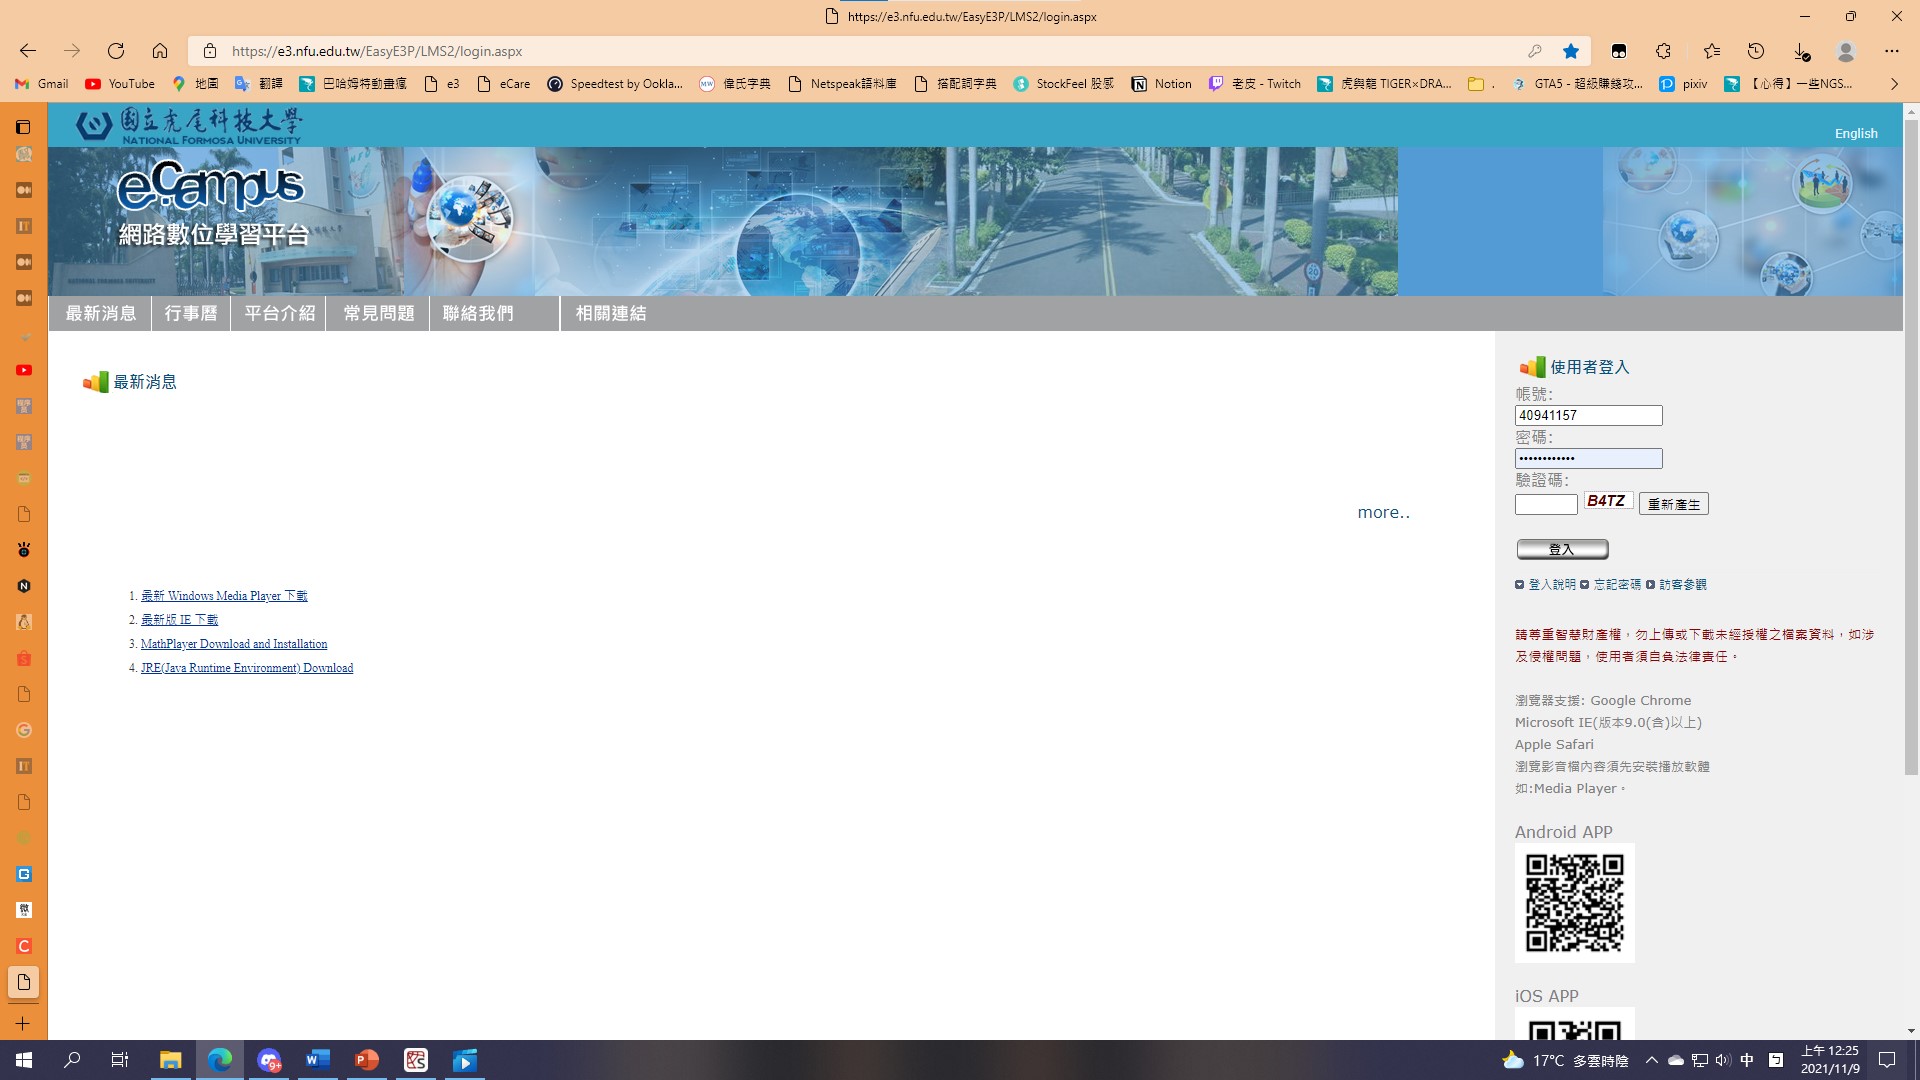 https://e3.nfu.edu.tw/EasyE3P/LMS2/login.aspx
https://e3.nfu.edu.tw/EasyE3P/LMS2/login.aspx
Gmail YouTube 地圖 翻譯 巴哈姆特動畫瘋 e3 eCare Speedtest by Ookla... 偉氏字典 Netspeak語料庫 搭配詞字典 StockFeel 股感 Notion 老皮 - Twitch 虎與龍 TIGER×DRA... . GTA5 - 超級賺錢攻... pixiv 【心得】一些NGS...
國立虎尾科技大學
NATIONAL FORMOSA UNIVERSITY
English
e.Campus
網路數位學習平台
最新消息 行事曆 平台介紹 常見問題 聯絡我們 相關連結
最新消息
more..
1. 最新 Windows Media Player 下載
2. 最新版 IE 下載
3. MathPlayer Download and Installation
4. JRE(Java Runtime Environment) Download
使用者登入
帳號:
40941157
密碼:
••••••••••••
驗證碼:
B4TZ 重新產生
登入
登入說明 忘記密碼 訪客參觀
請尊重智慧財產權，勿上傳或下載未經授權之檔案資料，如涉
及侵權問題，使用者須自負法律責任。
瀏覽器支援: Google Chrome
Microsoft IE(版本9.0(含)以上)
Apple Safari
瀏覽影音檔內容須先安裝播放軟體
如:Media Player。
Android APP
iOS APP
17°C 多雲時陰
中
上午 12:25
2021/11/9